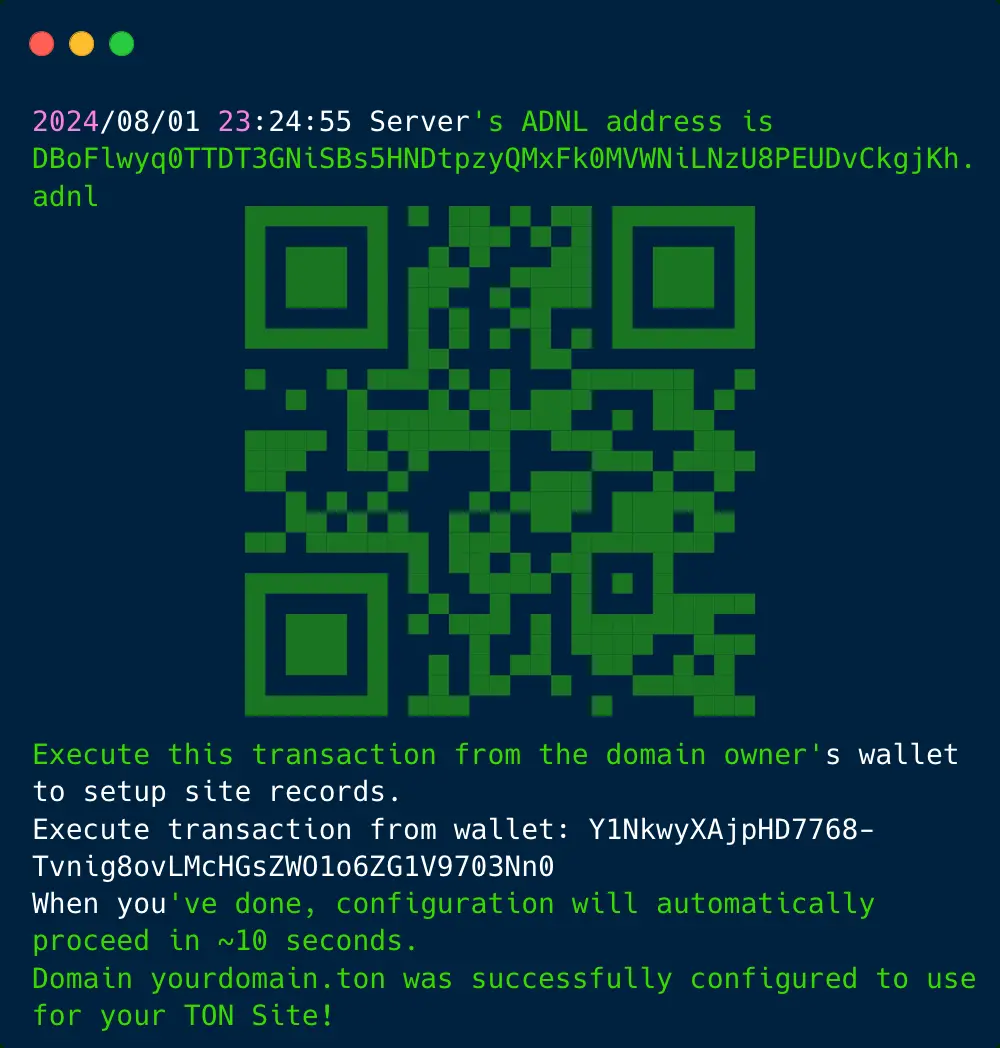 2024/08/01 23:24:55 Server's ADNL address is
DBoFlwyq0TTDT3GNiSBs5HNDtpzyQMxFk0MVWNiLNzU8PEUDvCkgjKh.
adnl
Execute this transaction from the domain owner's wallet
to setup site records.
Execute transaction from wallet: Y1NkwyXAjpHD7768-
Tvnig8ovLMcHGsZWO1o6ZG1V9703Nn0
When you've done, configuration will automatically
proceed in ~10 seconds.
Domain yourdomain.ton was successfully configured to use
for your TON Site!